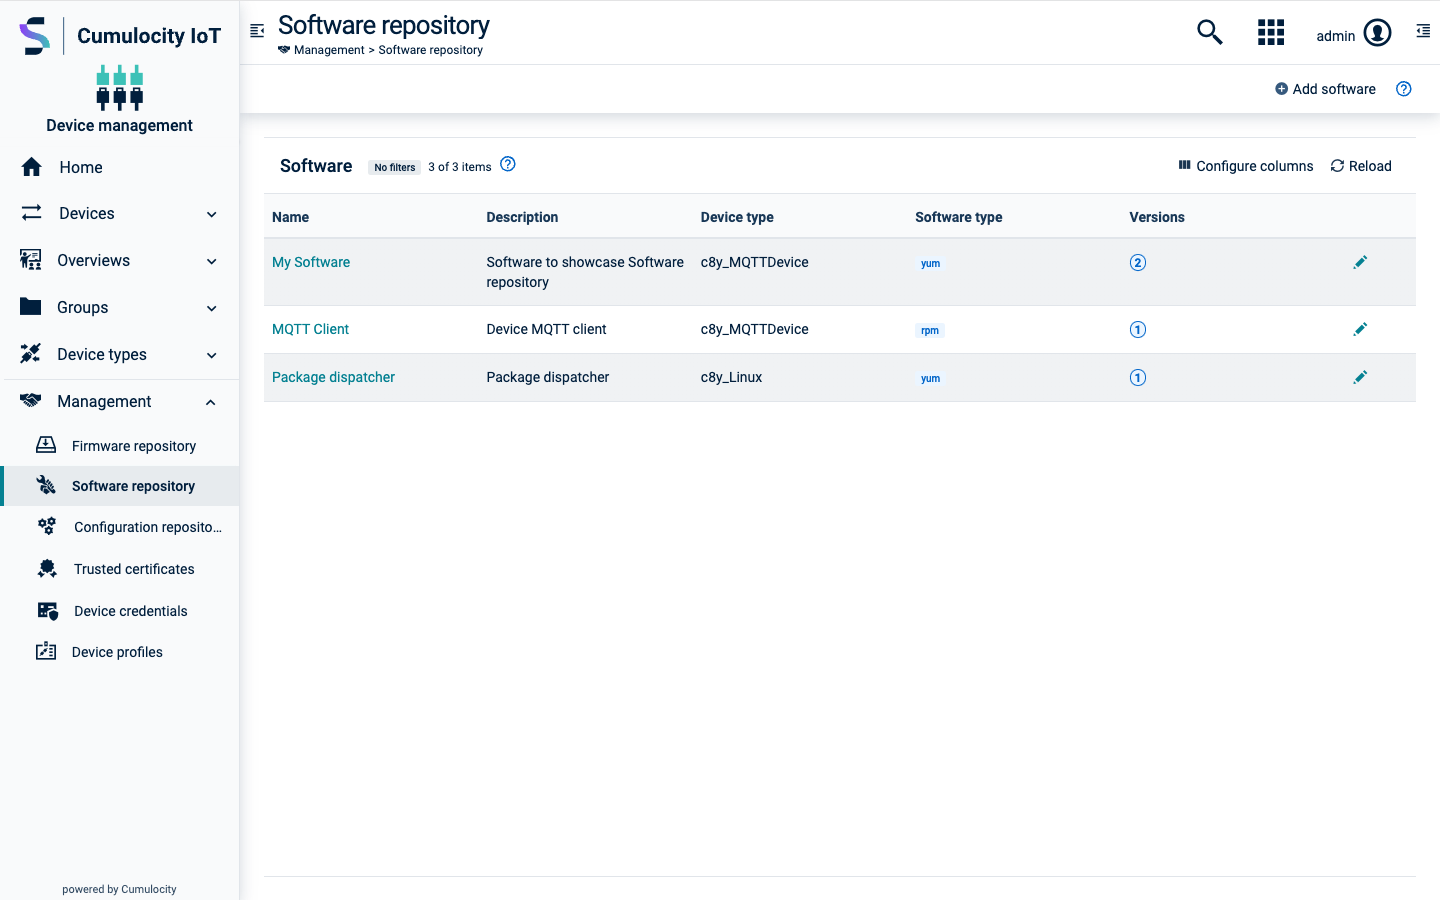 Cumulocity IoT
Device management
Home
Devices
Overviews
Groups
Device types
Management
Firmware repository
Software repository
Configuration reposito...
Trusted certificates
Device credentials
Device profiles
powered by Cumulocity
Software repository
Management > Software repository
admin
Add software
Software No filters 3 of 3 items
Configure columns Reload
Name Description Device type Software type Versions
My Software Software to showcase Software c8y_MQTTDevice yum 2
repository
MQTT Client Device MQTT client c8y_MQTTDevice rpm 1
Package dispatcher Package dispatcher c8y_Linux yum 1